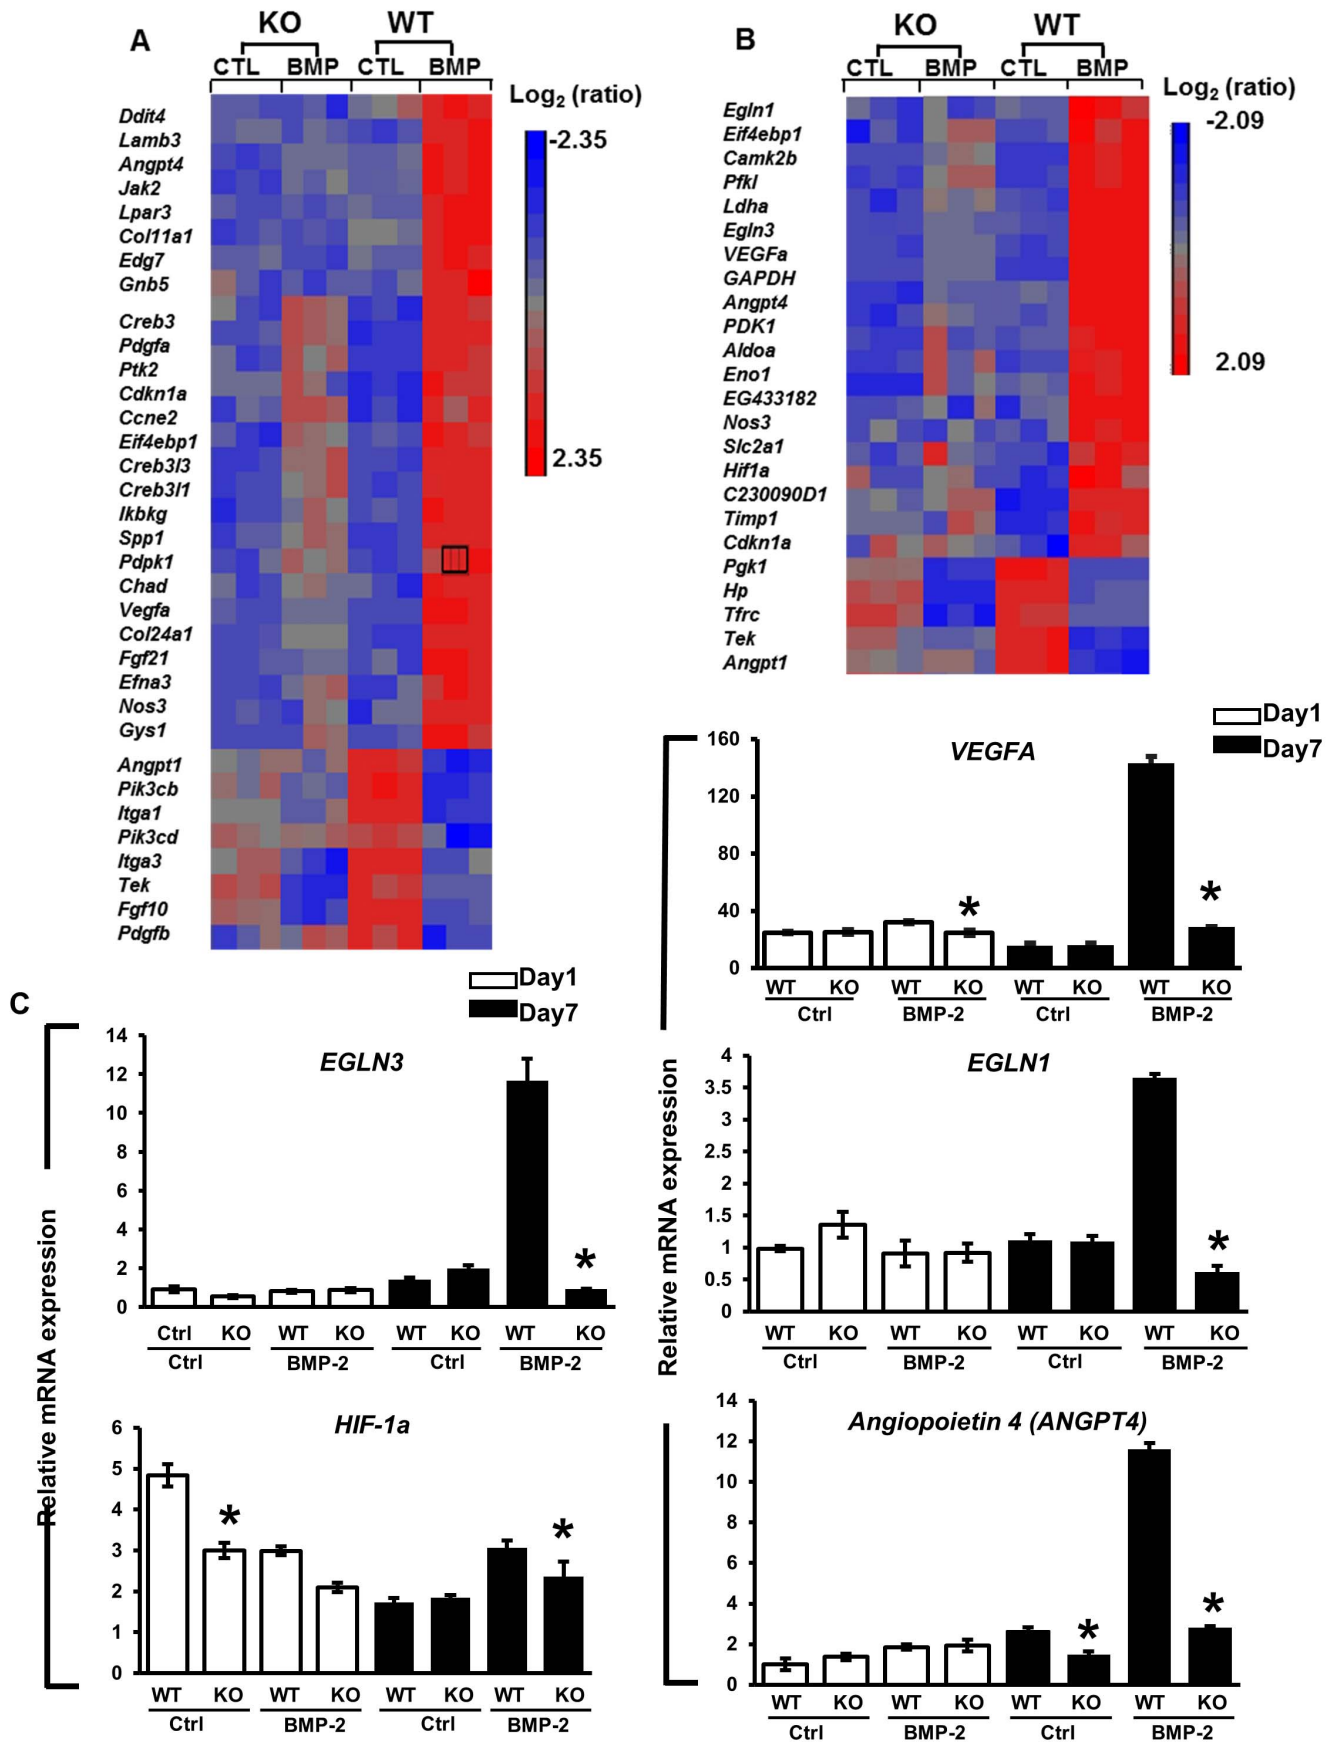 A
KO
WT
CTL
BMP
CTL
BMP
Log2 (ratio)
-2.35
2.35
Ddit4
Lamb3
Angpt4
Jak2
Lpar3
Col11a1
Edg7
Gnb5
Creb3
Pdgfa
Ptk2
Cdkn1a
Ccne2
Eif4ebp1
Creb3l3
Creb3l1
Ikbkg
Spp1
Pdpk1
Chad
Vegfa
Col24a1
Fgf21
Efna3
Nos3
Gys1
Angpt1
Pik3cb
Itga1
Pik3cd
Itga3
Tek
Fgf10
Pdgfb
B
KO
WT
CTL
BMP
CTL
BMP
Log2 (ratio)
-2.09
2.09
Egln1
Eif4ebp1
Camk2b
Pfkl
Ldha
Egln3
VEGFa
GAPDH
Angpt4
PDK1
Aldoa
Eno1
EG433182
Nos3
Slc2a1
Hif1a
C230090D1
Timp1
Cdkn1a
Pgk1
Hp
Tfrc
Tek
Angpt1
C
Day1
Day7
Relative mRNA expression
EGLN3
14
12
10
8
6
4
2
0
*
Ctrl KO WT KO WT KO WT KO
Ctrl BMP-2 Ctrl BMP-2
HIF-1a
6
5
4
3
2
1
0
* *
WT KO WT KO WT KO WT KO
Ctrl BMP-2 Ctrl BMP-2
Day1
Day7
Relative mRNA expression
VEGFA
160
120
80
40
0
* *
WT KO WT KO WT KO WT KO
Ctrl BMP-2 Ctrl BMP-2
EGLN1
4
3.5
3
2.5
2
1.5
1
0.5
0
*
WT KO WT KO WT KO WT KO
Ctrl BMP-2 Ctrl BMP-2
Angiopoietin 4 (ANGPT4)
14
12
10
8
6
4
2
0
* *
WT KO WT KO WT KO WT KO
Ctrl BMP-2 Ctrl BMP-2